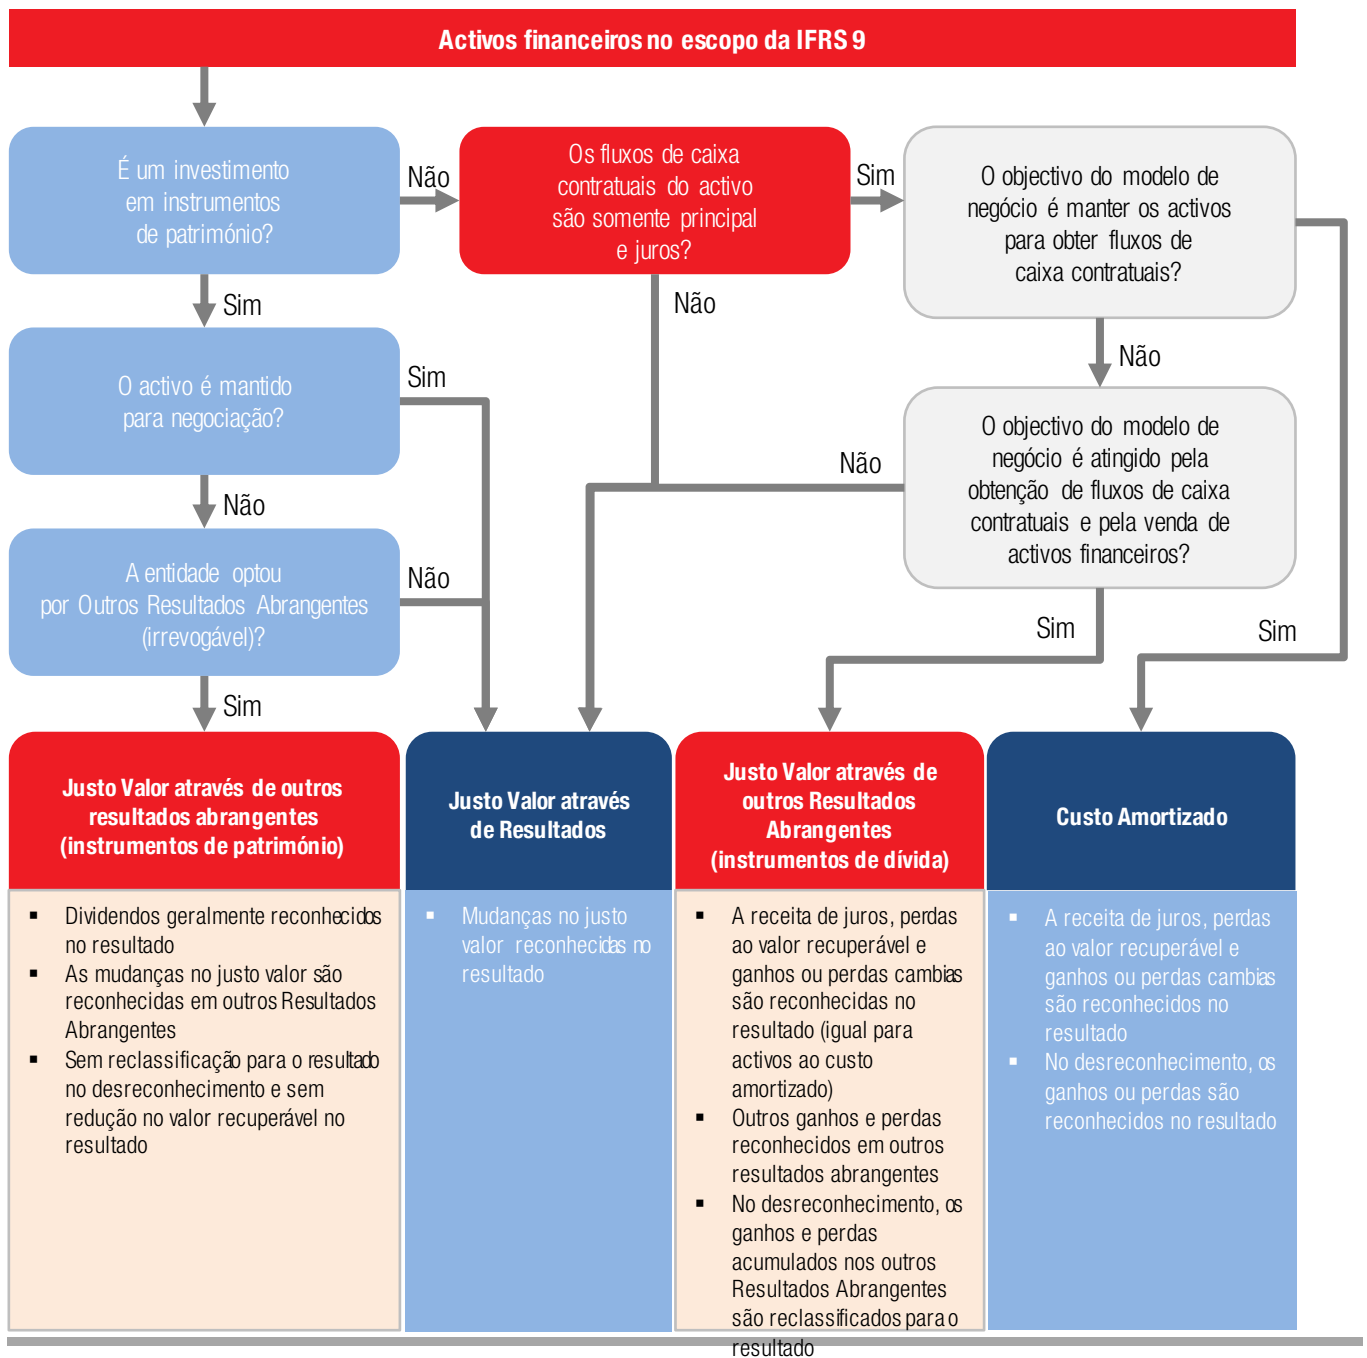 Activos financeiros no escopo da IFRS 9
É um investimento
em instrumentos
de património?
Não
Os fluxos de caixa
contratuais do activo
são somente principal
e juros?
Sim
O objectivo do modelo de
negócio é manter os activos
para obter fluxos de
caixa contratuais?
Sim
Não
Não
O activo é mantido
para negociação?
Sim
O objectivo do modelo de
negócio é atingido pela
obtenção de fluxos de caixa
contratuais e pela venda de
activos financeiros?
Não
Não
A entidade optou
por Outros Resultados Abrangentes
(irrevogável)?
Não
Sim
Sim
Sim
Justo Valor através de outros
resultados abrangentes
(instrumentos de património)
Justo Valor através
de Resultados
Justo Valor através de
outros Resultados
Abrangentes
(instrumentos de dívida)
Custo Amortizado
▪ Dividendos geralmente reconhecidos
no resultado
▪ As mudanças no justo valor são
reconhecidas em outros Resultados
Abrangentes
▪ Sem reclassificação para o resultado
no desreconhecimento e sem
redução no valor recuperável no
resultado
▪ Mudanças no justo
valor reconhecidas no
resultado
▪ A receita de juros, perdas
ao valor recuperável e
ganhos ou perdas cambias
são reconhecidas no
resultado (igual para
activos ao custo
amortizado)
▪ Outros ganhos e perdas
reconhecidos em outros
resultados abrangentes
▪ No desreconhecimento, os
ganhos e perdas
acumulados nos outros
Resultados Abrangentes
são reclassificados para o
resultado
▪ A receita de juros, perdas
ao valor recuperável e
ganhos ou perdas cambias
são reconhecidos no
resultado
▪ No desreconhecimento, os
ganhos ou perdas são
reconhecidos no resultado